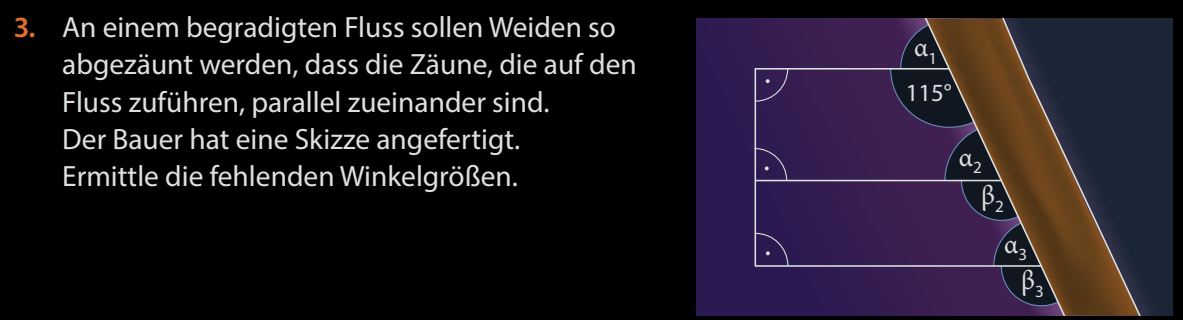 3. An einem begradigten Fluss sollen Weiden so
abgezäunt werden, dass die Zäune, die auf den
Fluss zuführen, parallel zueinander sind.
Der Bauer hat eine Skizze angefertigt.
Ermittle die fehlenden Winkelgrößen.
α₁
115°
α₂
β₂
α₃
β₃